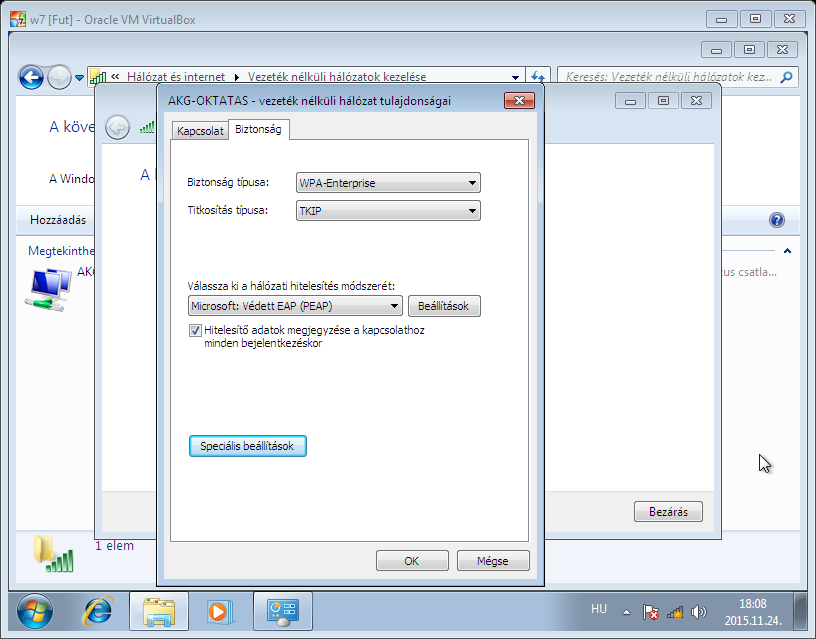 w7 [Fut] - Oracle VM VirtualBox
« Hálózat és internet Vezeték nélküli hálózatok kezelése
Keresés: Vezeték nélküli hálózatok kez...
AKG-OKTATAS - vezeték nélküli hálózat tulajdonságai
A köve
Kapcsolat
Biztonság
A Windo
A
Biztonság típusa:
WPA-Enterprise
Titkosítás típusa:
TKIP
Hozzáadás
Megtekinthe
AKG
tus csatla...
Válassza ki a hálózati hitelesítés módszerét:
Microsoft: Védett EAP (PEAP)
Beállítások
Hitelesítő adatok megjegyzése a kapcsolathoz
minden bejelentkezéskor
Speciális beállítások
Bezárás
1 elem
OK
Mégse
HU
18:08
2015.11.24.